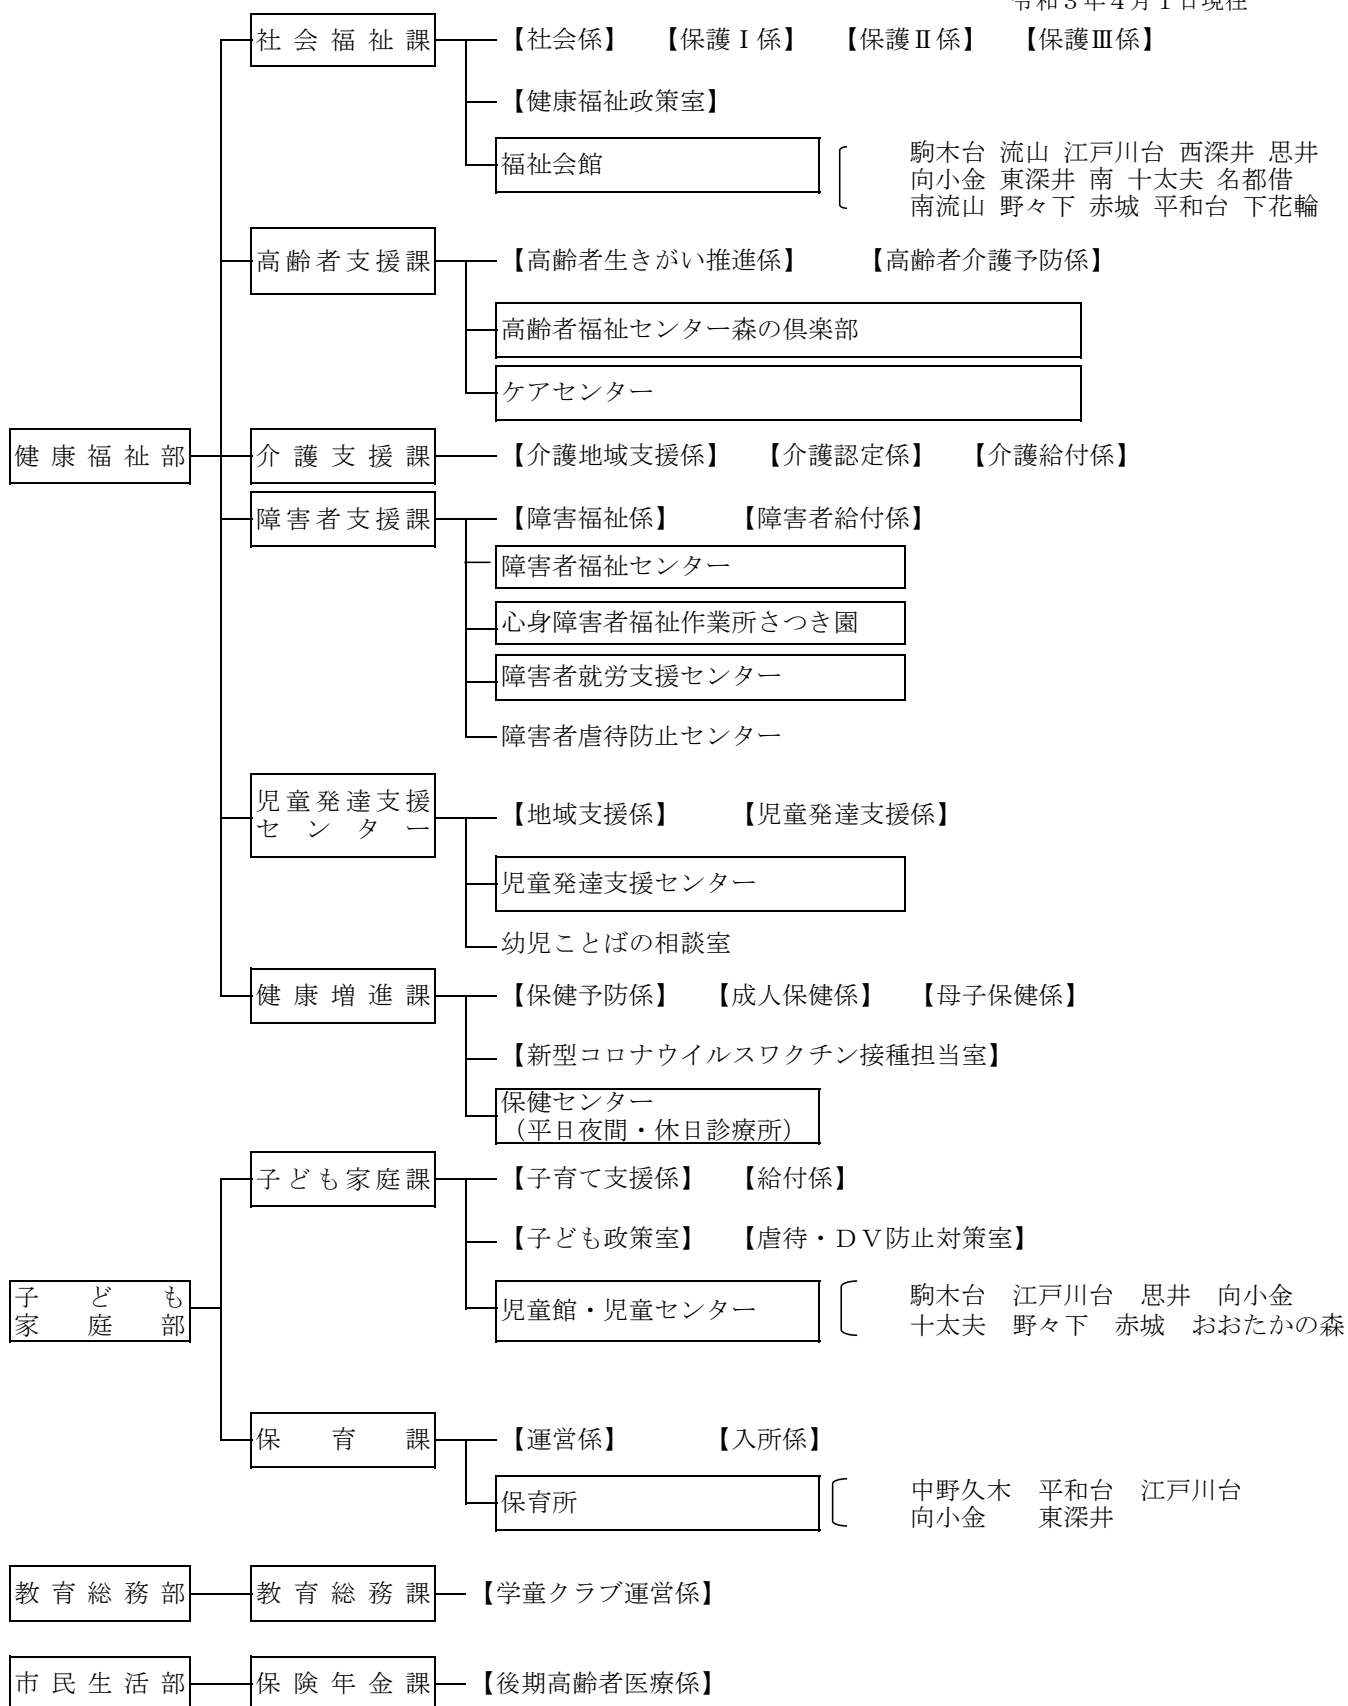 令和３年４月１日現在
社会福祉課 【社会係】 【保護Ⅰ係】 【保護Ⅱ係】 【保護Ⅲ係】
【健康福祉政策室】
福祉会館
駒木台 流山 江戸川台 西深井 思井
向小金 東深井 南 十太夫 名都借
南流山 野々下 赤城 平和台 下花輪
高齢者支援課 【高齢者生きがい推進係】 【高齢者介護予防係】
高齢者福祉センター森の倶楽部
ケアセンター
健康福祉部 介護支援課 【介護地域支援係】 【介護認定係】 【介護給付係】
障害者支援課 【障害福祉係】 【障害者給付係】
障害者福祉センター
心身障害者福祉作業所さつき園
障害者就労支援センター
障害者虐待防止センター
児童発達支援
センター
【地域支援係】 【児童発達支援係】
児童発達支援センター
幼児ことばの相談室
健康増進課 【保健予防係】 【成人保健係】 【母子保健係】
【新型コロナウイルスワクチン接種担当室】
保健センター
（平日夜間・休日診療所）
子ども家庭課 【子育て支援係】 【給付係】
【子ども政策室】 【虐待・ＤＶ防止対策室】
子ども
家庭部
児童館・児童センター
駒木台 江戸川台 思井 向小金
十太夫 野々下 赤城 おおたかの森
保育課 【運営係】 【入所係】
保育所
中野久木 平和台 江戸川台
向小金 東深井
教育総務部 教育総務課 【学童クラブ運営係】
市民生活部 保険年金課 【後期高齢者医療係】